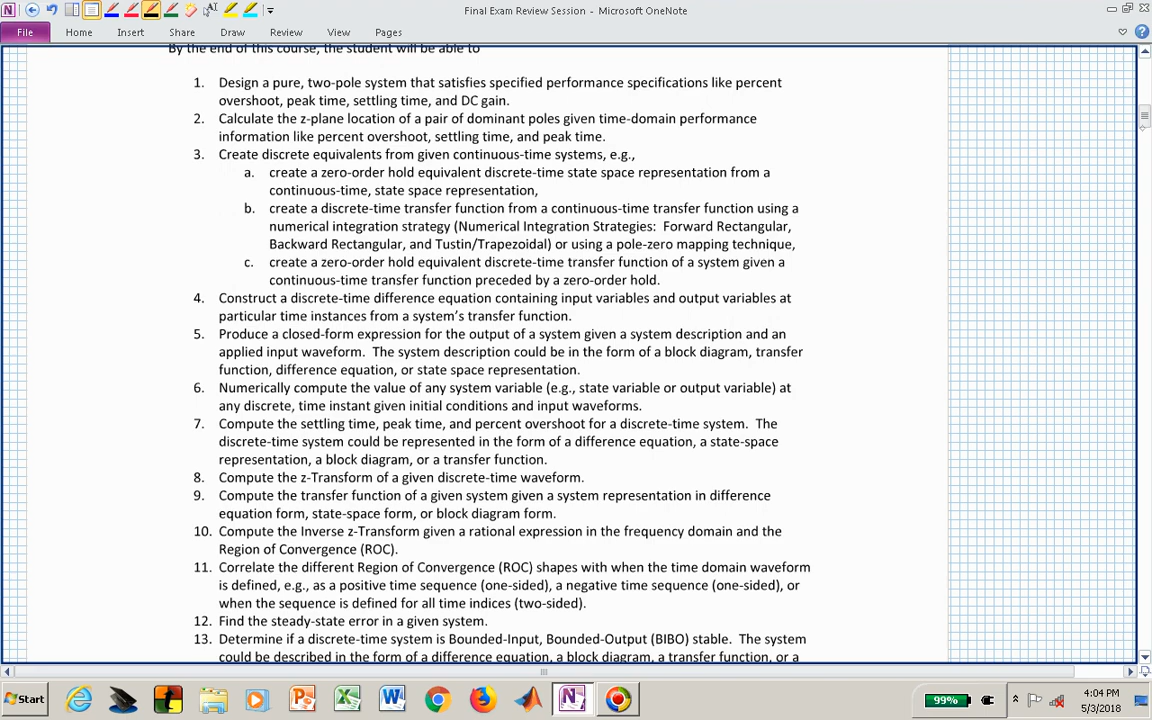 Final Exam Review Session - Microsoft OneNote
File Home Insert Share Draw Review View Pages
By the end of this course, the student will be able to
1. Design a pure, two-pole system that satisfies specified performance specifications like percent
overshoot, peak time, settling time, and DC gain.
2. Calculate the z-plane location of a pair of dominant poles given time-domain performance
information like percent overshoot, settling time, and peak time.
3. Create discrete equivalents from given continuous-time systems, e.g.,
a. create a zero-order hold equivalent discrete-time state space representation from a
continuous-time, state space representation,
b. create a discrete-time transfer function from a continuous-time transfer function using a
numerical integration strategy (Numerical Integration Strategies: Forward Rectangular,
Backward Rectangular, and Tustin/Trapezoidal) or using a pole-zero mapping technique,
c. create a zero-order hold equivalent discrete-time transfer function of a system given a
continuous-time transfer function preceded by a zero-order hold.
4. Construct a discrete-time difference equation containing input variables and output variables at
particular time instances from a system's transfer function.
5. Produce a closed-form expression for the output of a system given a system description and an
applied input waveform. The system description could be in the form of a block diagram, transfer
function, difference equation, or state space representation.
6. Numerically compute the value of any system variable (e.g., state variable or output variable) at
any discrete, time instant given initial conditions and input waveforms.
7. Compute the settling time, peak time, and percent overshoot for a discrete-time system. The
discrete-time system could be represented in the form of a difference equation, a state-space
representation, a block diagram, or a transfer function.
8. Compute the z-Transform of a given discrete-time waveform.
9. Compute the transfer function of a given system given a system representation in difference
equation form, state-space form, or block diagram form.
10. Compute the Inverse z-Transform given a rational expression in the frequency domain and the
Region of Convergence (ROC).
11. Correlate the different Region of Convergence (ROC) shapes with when the time domain waveform
is defined, e.g., as a positive time sequence (one-sided), a negative time sequence (one-sided), or
when the sequence is defined for all time indices (two-sided).
12. Find the steady-state error in a given system.
13. Determine if a discrete-time system is Bounded-Input, Bounded-Output (BIBO) stable. The system
could be described in the form of a difference equation, a block diagram, a transfer function, or a
Start 99% 4:04 PM
5/3/2018